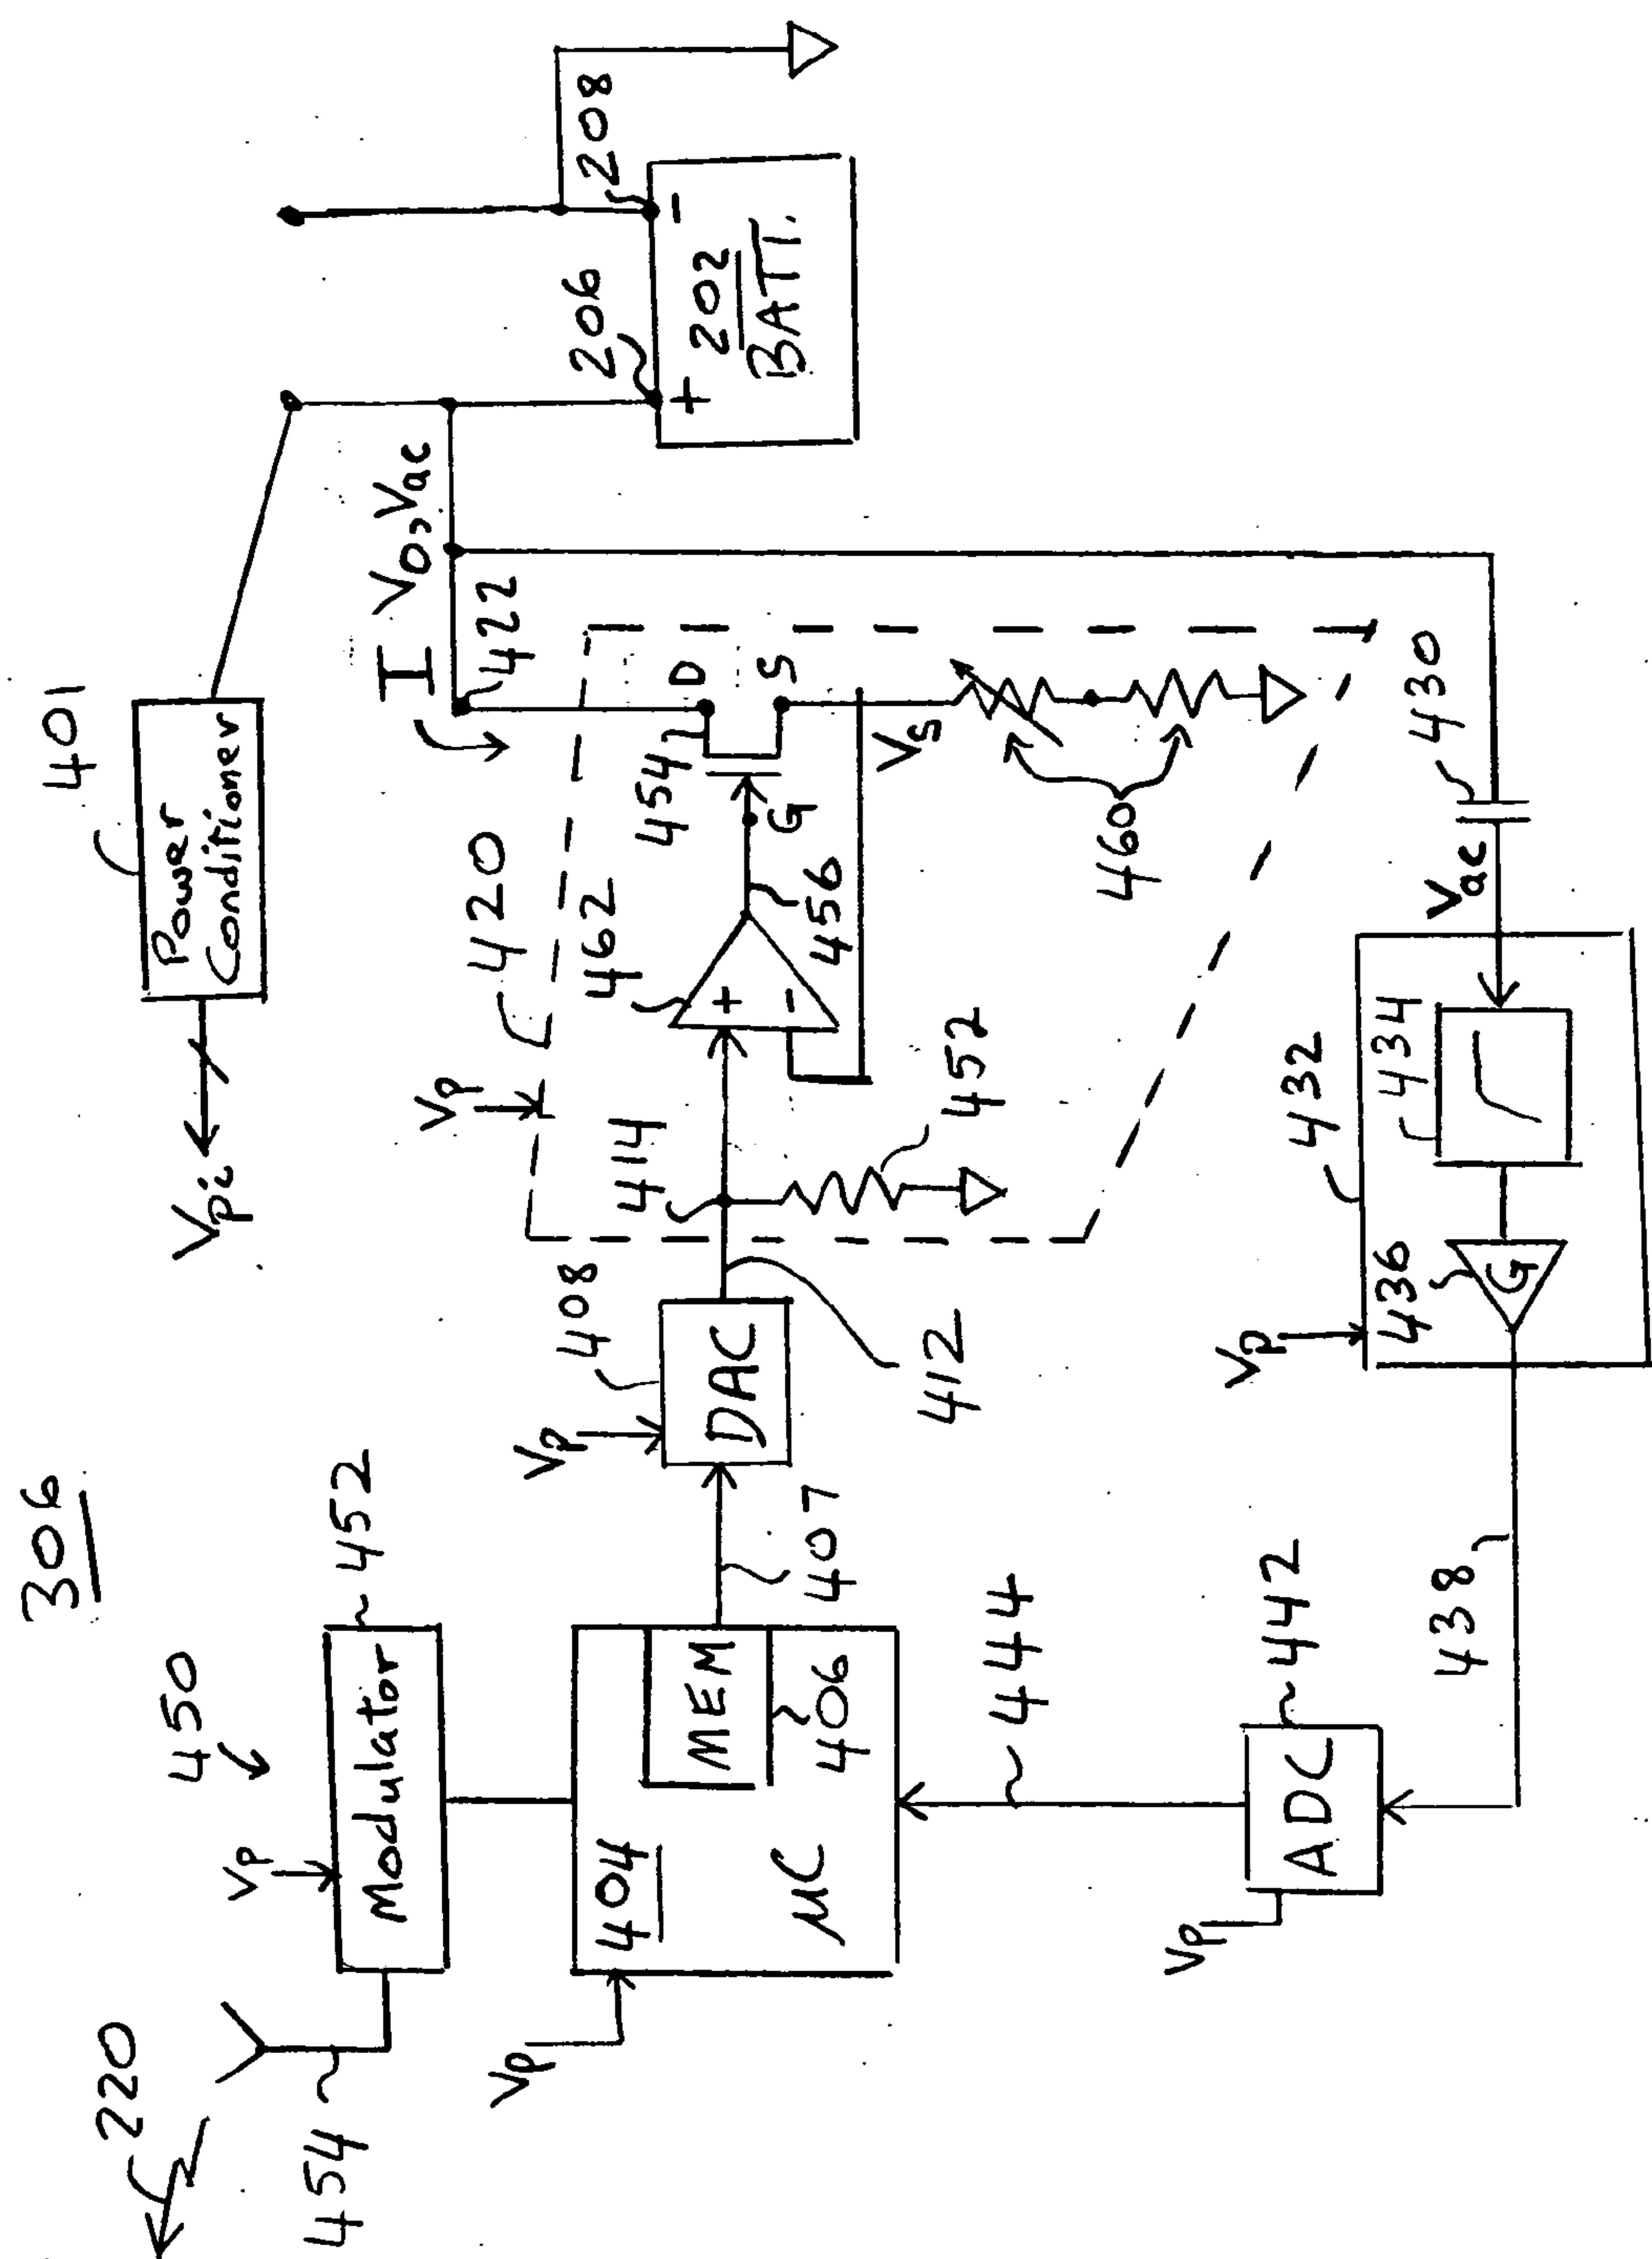 306
220
454
450
Vp
Modulator
452
Vp
404
μC
MEM
406
407
Vp
DAC
408
412
414
452
Vp
420
462
+
-
456
G
454
D
S
Vs
460
I
422
Vo, Vac
401
Power
Conditioner
Vpi
206
208
+
-
202
BATT.
430
Vac
432
434
436
G
Vp
438
442
ADC
Vp
444